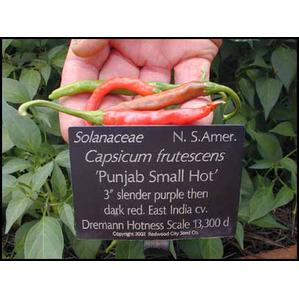 Solanaceae N. S.Amer.
Capsicum frutescens
'Punjab Small Hot'
3" slender purple then
dark red. East India cv.
Dremann Hotness Scale 13,300 d
Copyright 2002 Redwood City Seed Co.